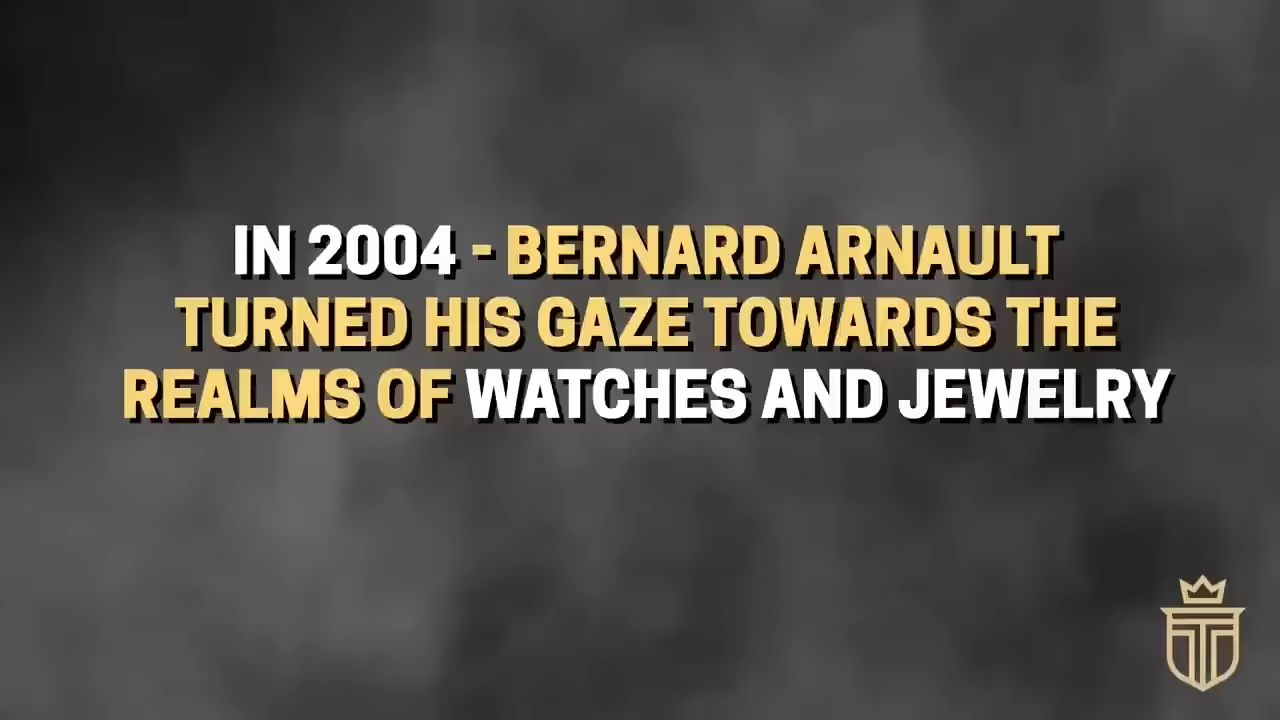 IN 2004 - BERNARD ARNAULT
TURNED HIS GAZE TOWARDS THE
REALMS OF WATCHES AND JEWELRY